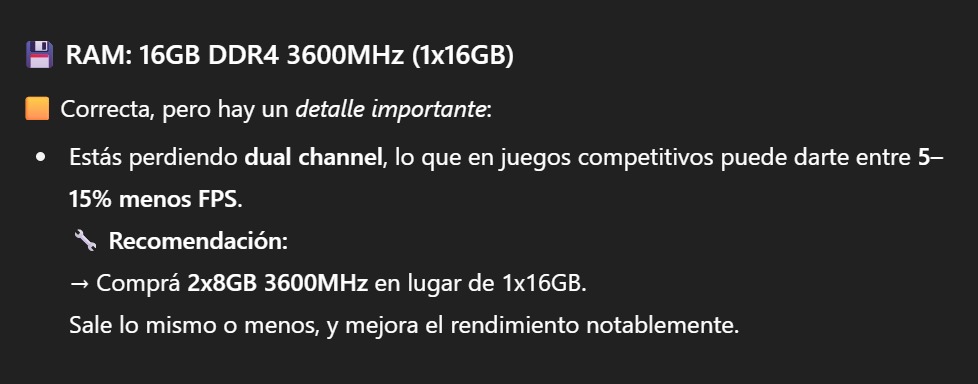 💾 RAM: 16GB DDR4 3600MHz (1x16GB)
🟧 Correcta, pero hay un detalle importante:
• Estás perdiendo dual channel, lo que en juegos competitivos puede darte entre 5–
15% menos FPS.
🔧 Recomendación:
→ Comprá 2x8GB 3600MHz en lugar de 1x16GB.
Sale lo mismo o menos, y mejora el rendimiento notablemente.